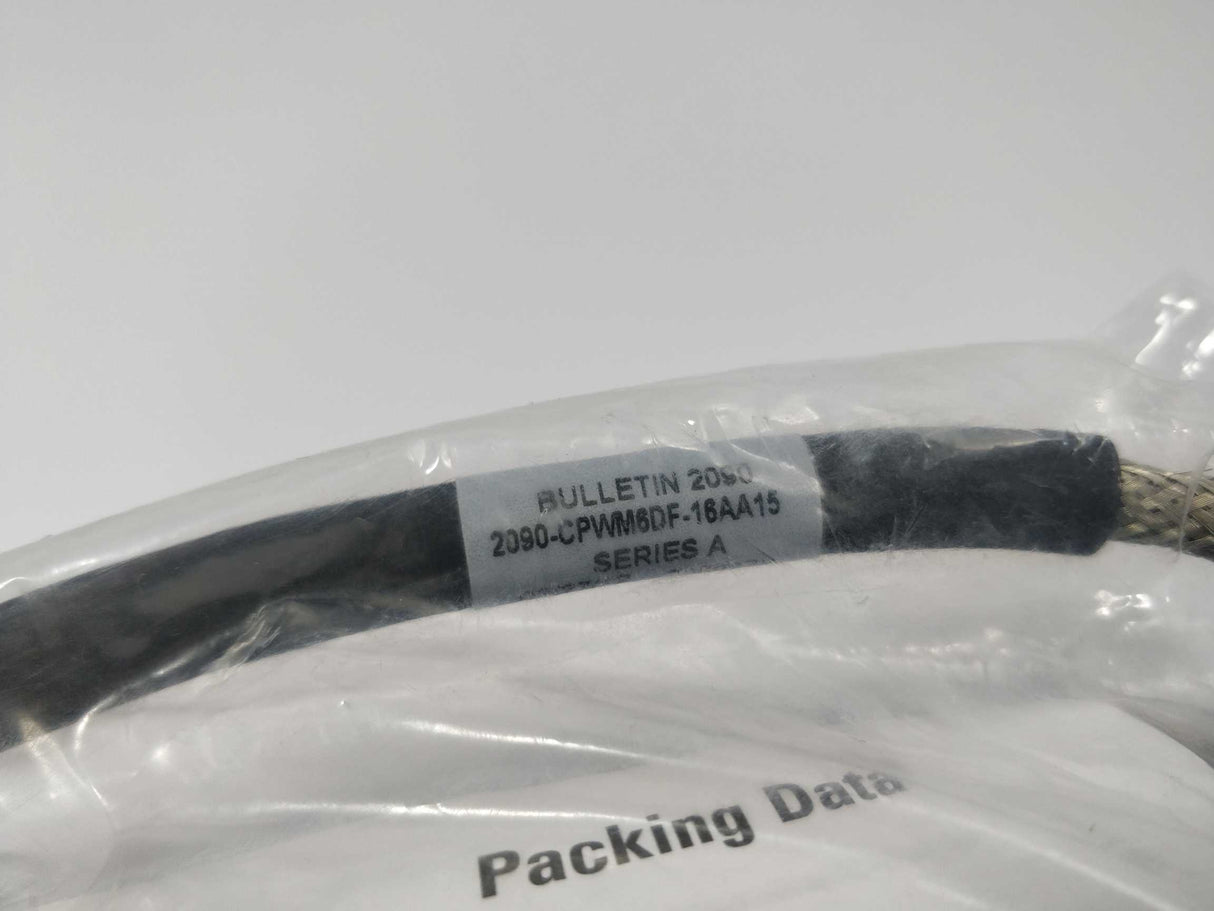 BULLETIN 2090
2090-CPWM6DF-16AA15
SERIES A
Packing Data